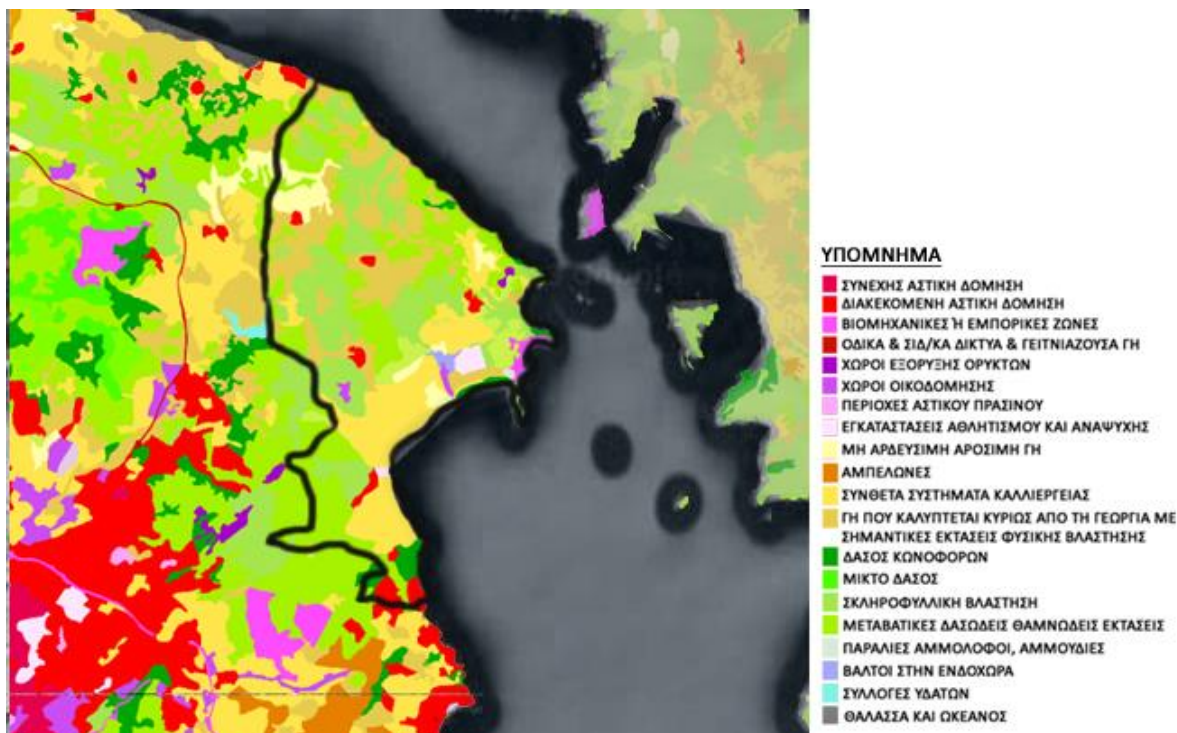 ΥΠΟΜΝΗΜΑ
ΣΥΝΕΧΗΣ ΑΣΤΙΚΗ ΔΟΜΗΣΗ
ΔΙΑΚΕΚΟΜΕΝΗ ΑΣΤΙΚΗ ΔΟΜΗΣΗ
ΒΙΟΜΗΧΑΝΙΚΕΣ Ή ΕΜΠΟΡΙΚΕΣ ΖΩΝΕΣ
ΟΔΙΚΑ & ΣΙΔ/ΚΑ ΔΙΚΤΥΑ & ΓΕΙΤΝΙΑΖΟΥΣΑ ΓΗ
ΧΩΡΟΙ ΕΞΟΡΥΞΗΣ ΟΡΥΚΤΩΝ
ΧΩΡΟΙ ΟΙΚΟΔΟΜΗΣΗΣ
ΠΕΡΙΟΧΕΣ ΑΣΤΙΚΟΥ ΠΡΑΣΙΝΟΥ
ΕΓΚΑΤΑΣΤΑΣΕΙΣ ΑΘΛΗΤΙΣΜΟΥ ΚΑΙ ΑΝΑΨΥΧΗΣ
ΜΗ ΑΡΔΕΥΣΙΜΗ ΑΡΟΣΙΜΗ ΓΗ
ΑΜΠΕΛΩΝΕΣ
ΣΥΝΘΕΤΑ ΣΥΣΤΗΜΑΤΑ ΚΑΛΛΙΕΡΓΕΙΑΣ
ΓΗ ΠΟΥ ΚΑΛΥΠΤΕΤΑΙ ΚΥΡΙΩΣ ΑΠΟ ΤΗ ΓΕΩΡΓΙΑ ΜΕ
ΣΗΜΑΝΤΙΚΕΣ ΕΚΤΑΣΕΙΣ ΦΥΣΙΚΗΣ ΒΛΑΣΤΗΣΗΣ
ΔΑΣΟΣ ΚΩΝΟΦΟΡΩΝ
ΜΙΚΤΟ ΔΑΣΟΣ
ΣΚΛΗΡΟΦΥΛΛΙΚΗ ΒΛΑΣΤΗΣΗ
ΜΕΤΑΒΑΤΙΚΕΣ ΔΑΣΩΔΕΙΣ ΘΑΜΝΩΔΕΙΣ ΕΚΤΑΣΕΙΣ
ΠΑΡΑΛΙΕΣ ΑΜΜΟΛΟΦΟΙ, ΑΜΜΟΥΔΙΕΣ
ΒΑΛΤΟΙ ΣΤΗΝ ΕΝΔΟΧΩΡΑ
ΣΥΛΛΟΓΕΣ ΥΔΑΤΩΝ
ΘΑΛΑΣΣΑ ΚΑΙ ΩΚΕΑΝΟΣ